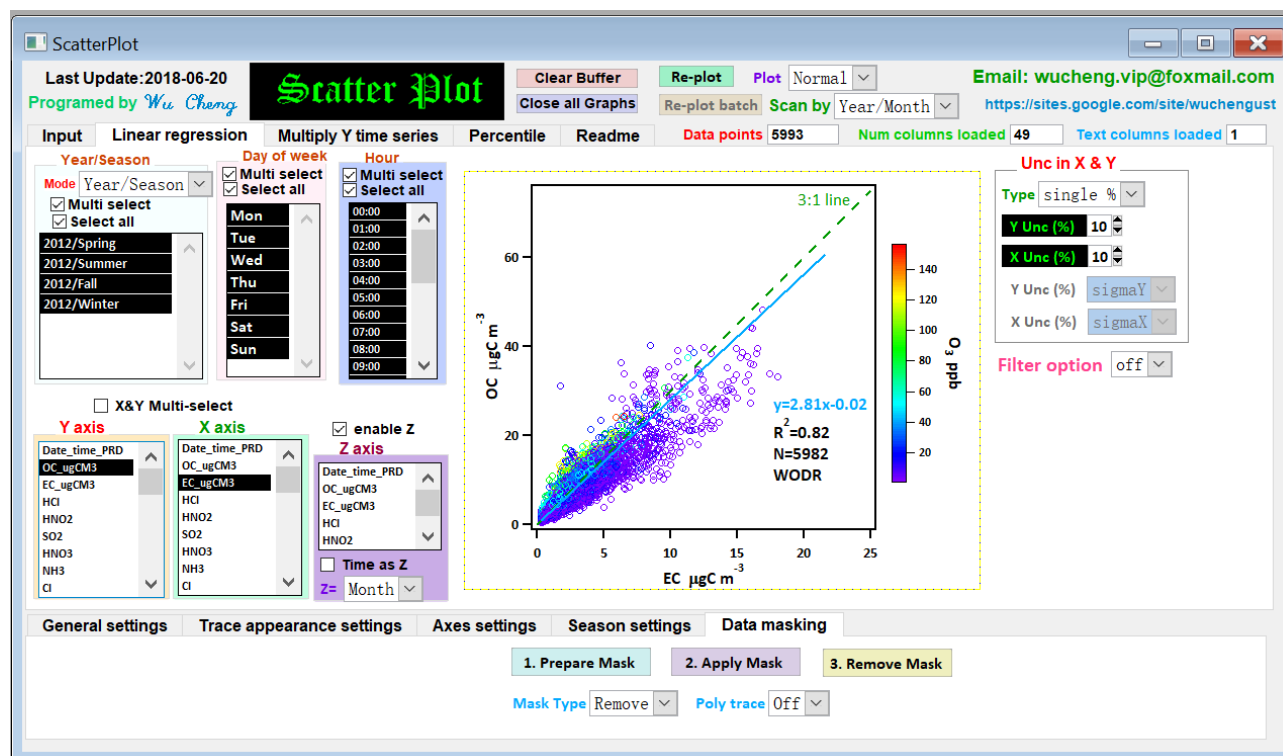 ScatterPlot
Last Update:2018-06-20
Programed by Wu Cheng
Scatter Plot
Clear Buffer
Close all Graphs
Re-plot Plot Normal
Re-plot batch Scan by Year/Month
Email: wucheng.vip@foxmail.com
https://sites.google.com/site/wuchengust
Input Linear regression Multiply Y time series Percentile Readme Data points 5993 Num columns loaded 49 Text columns loaded 1
Year/Season
Mode Year/Season
Multi select
Select all
2012/Spring
2012/Summer
2012/Fall
2012/Winter
Day of week
Multi select
Select all
Mon
Tue
Wed
Thu
Fri
Sat
Sun
Hour
Multi select
Select all
00:00
01:00
02:00
03:00
04:00
05:00
06:00
07:00
08:00
09:00
X&Y Multi-select
Y axis
Date_time_PRD
OC_ugCM3
EC_ugCM3
HCl
HNO2
SO2
HNO3
NH3
Cl
X axis
Date_time_PRD
OC_ugCM3
EC_ugCM3
HCl
HNO2
SO2
HNO3
NH3
Cl
enable Z
Z axis
Date_time_PRD
OC_ugCM3
EC_ugCM3
HCl
HNO2
Time as Z
Z= Month
3:1 line
60
40
20
0
OC µgC m-3
0 5 10 15 20 25
EC µgC m-3
y=2.81x-0.02
R2=0.82
N=5982
WODR
140
120
100
80
60
40
20
O3 ppb
Unc in X & Y
Type single %
Y Unc (%) 10
X Unc (%) 10
Y Unc (%) sigmaY
X Unc (%) sigmaX
Filter option off
General settings Trace appearance settings Axes settings Season settings Data masking
1. Prepare Mask 2. Apply Mask 3. Remove Mask
Mask Type Remove Poly trace Off